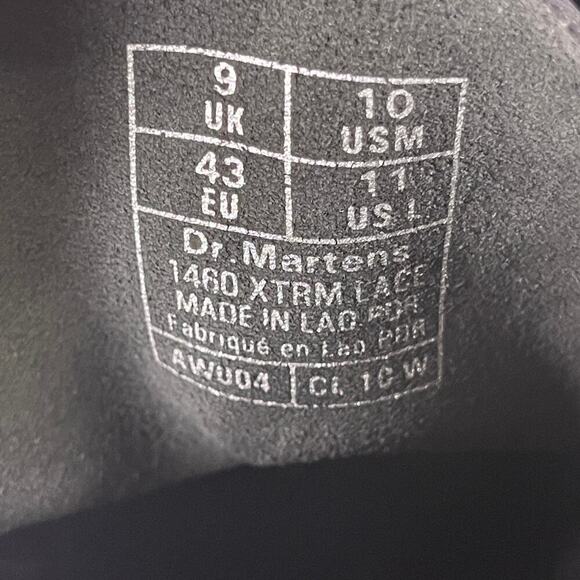 9 UK
10 USM
43 EU
11 US L
Dr. Martens
1460 XTRM LACE
MADE IN LAO PDR
Fabriqué en Lao PDR
AW004